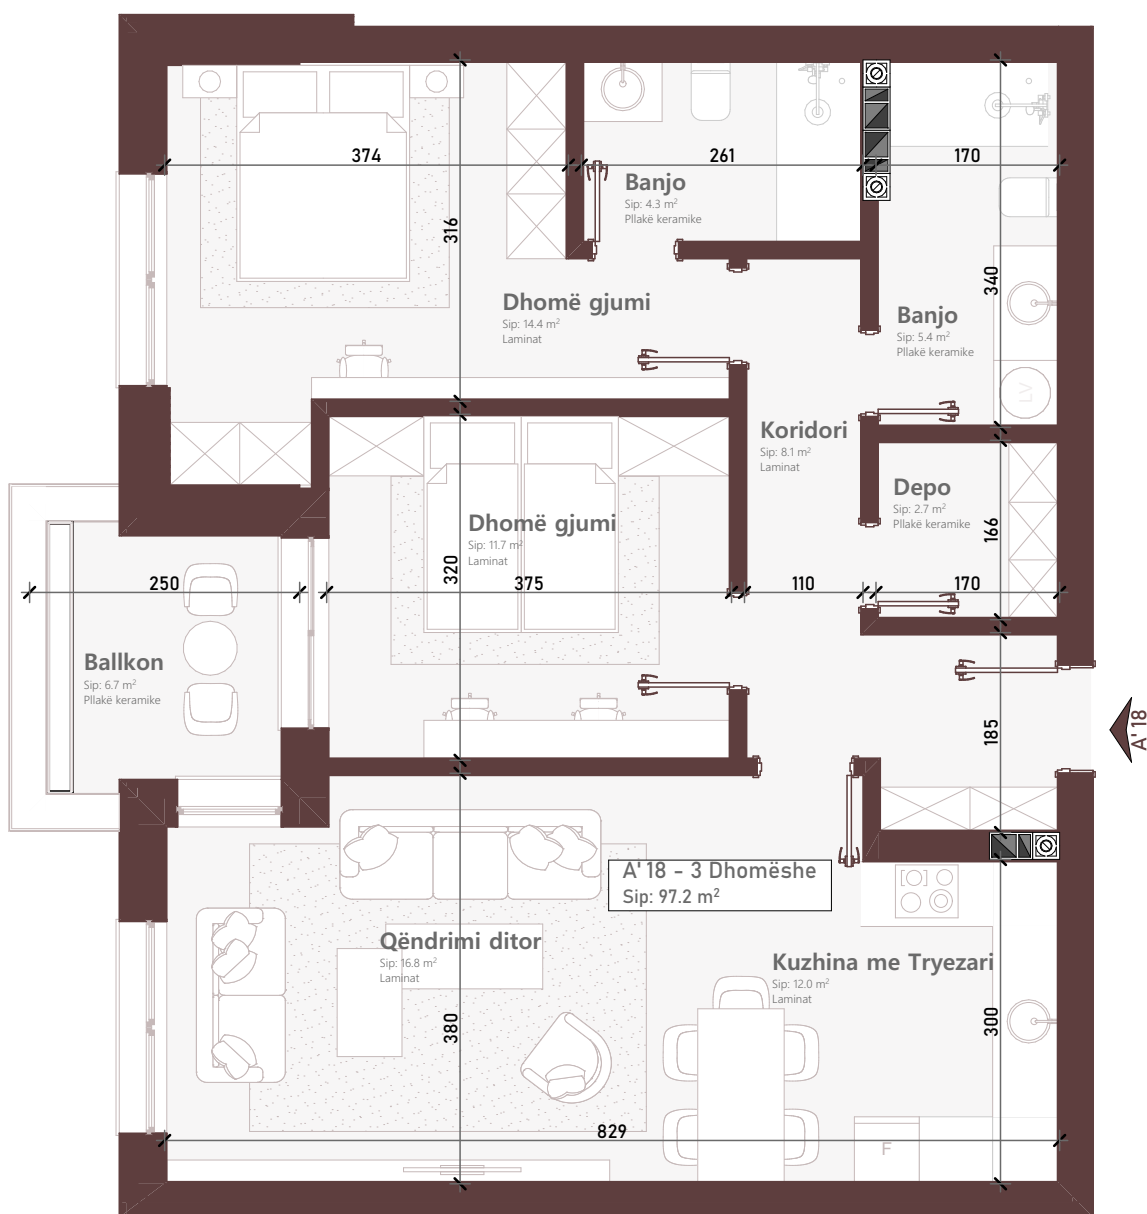 374
261
170
316
Banjo
Sip: 4.3 m²
Pllakë keramike
340
Dhomë gjumi
Sip: 14.4 m²
Laminat
Banjo
Sip: 5.4 m²
Pllakë keramike
LV
Koridori
Sip: 8.1 m²
Laminat
Depo
Sip: 2.7 m²
Pllakë keramike
166
Dhomë gjumi
Sip: 11.7 m²
Laminat
320
250
375
110
170
Ballkon
Sip: 6.7 m²
Pllakë keramike
185
A' 18
A' 18 - 3 Dhomëshe
Sip: 97.2 m²
Qëndrimi ditor
Sip: 16.8 m²
Laminat
Kuzhina me Tryezari
Sip: 12.0 m²
Laminat
380
300
829
F